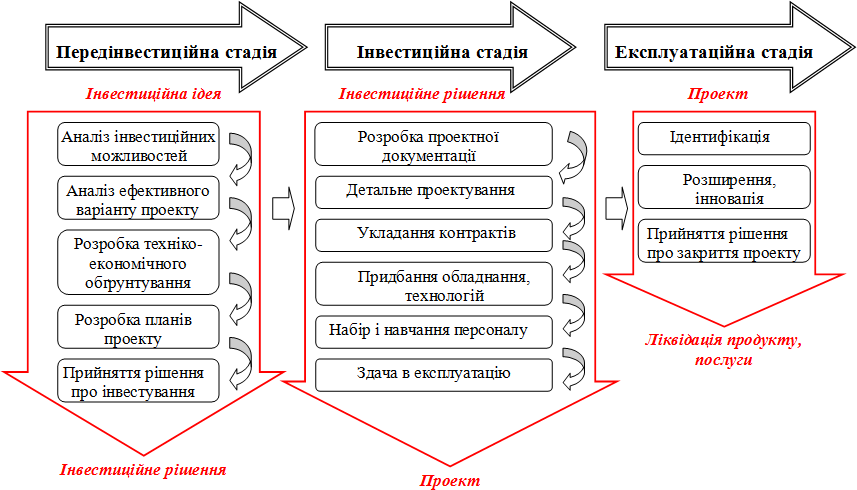 Передінвестиційна стадія
Інвестиційна стадія
Експлуатаційна стадія
Інвестиційна ідея
Інвестиційне рішення
Проект
Аналіз інвестиційних
можливостей
Аналіз ефективного
варіанту проекту
Розробка техніко-
економічного
обґрунтування
Розробка планів
проекту
Прийняття рішення
про інвестування
Інвестиційне рішення
Розробка проектної
документації
Детальне проектування
Укладання контрактів
Придбання обладнання,
технологій
Набір і навчання персоналу
Здача в експлуатацію
Проект
Ідентифікація
Розширення,
інновація
Прийняття рішення
про закриття проекту
Ліквідація продукту,
послуги